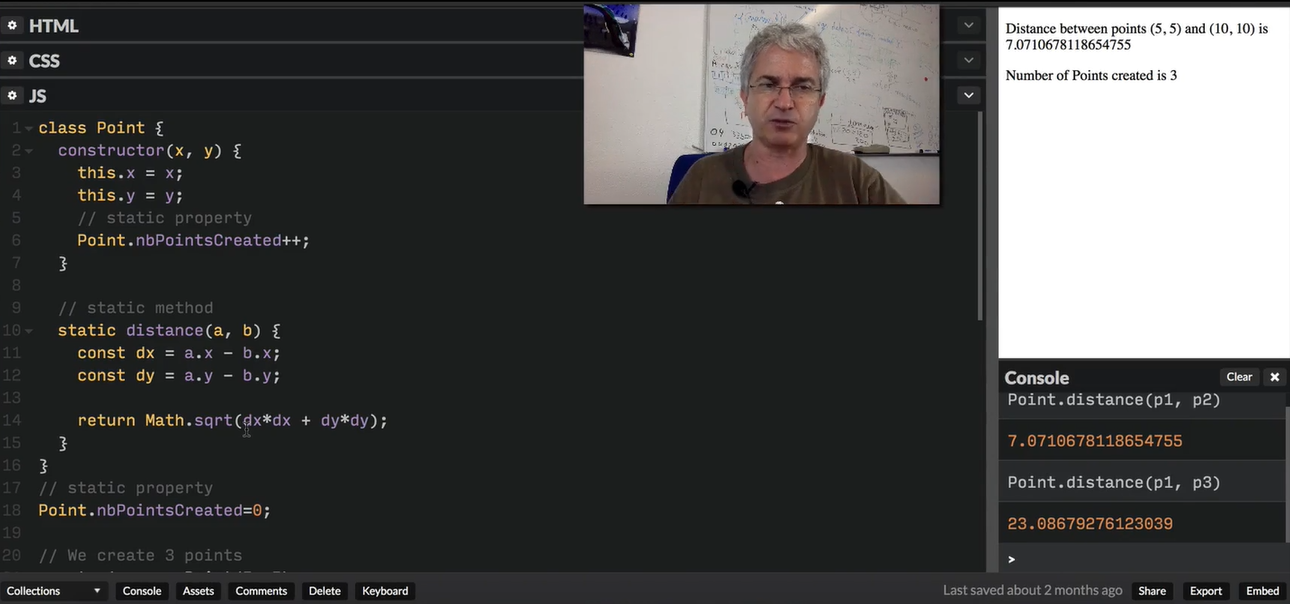 HTML
CSS
JS
1 class Point {
2 constructor(x, y) {
3 this.x = x;
4 this.y = y;
5 // static property
6 Point.nbPointsCreated++;
7 }
8
9 // static method
10 static distance(a, b) {
11 const dx = a.x - b.x;
12 const dy = a.y - b.y;
13
14 return Math.sqrt(dx*dx + dy*dy);
15 }
16 }
17 // static property
18 Point.nbPointsCreated=0;
19
20 // We create 3 points
Distance between points (5, 5) and (10, 10) is
7.0710678118654755
Number of Points created is 3
Console Clear ×
Point.distance(p1, p2)
7.0710678118654755
Point.distance(p1, p3)
23.08679276123039
>
Collections Console Assets Comments Delete Keyboard Last saved about 2 months ago Share Export Embed